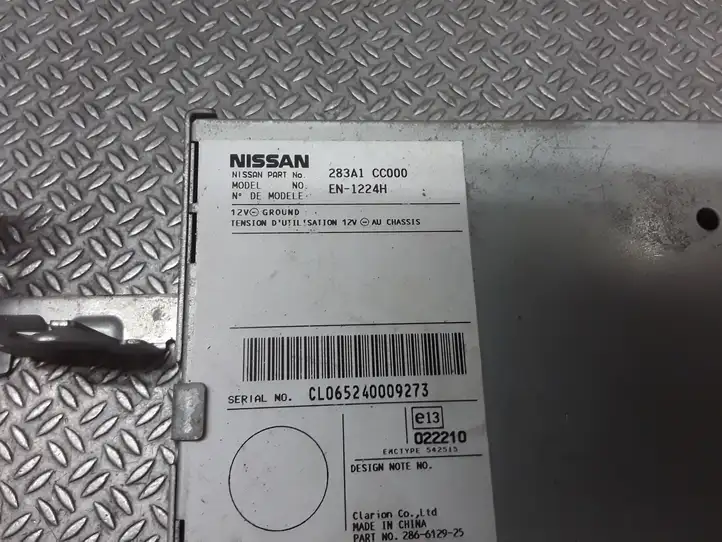 NISSAN
NISSAN PART No. 283A1 CC000
MODEL NO. EN-1224H
N° DE MODELE
12V⊖ GROUND
TENSION D'UTILISATION 12V ⊖ AU CHASSIS
SERIAL NO. CL065240009273
e13
022210
EMCTYPE 542515
DESIGN NOTE NO.
Clarion Co.,Ltd
MADE IN CHINA
PART NO. 286-6129-25